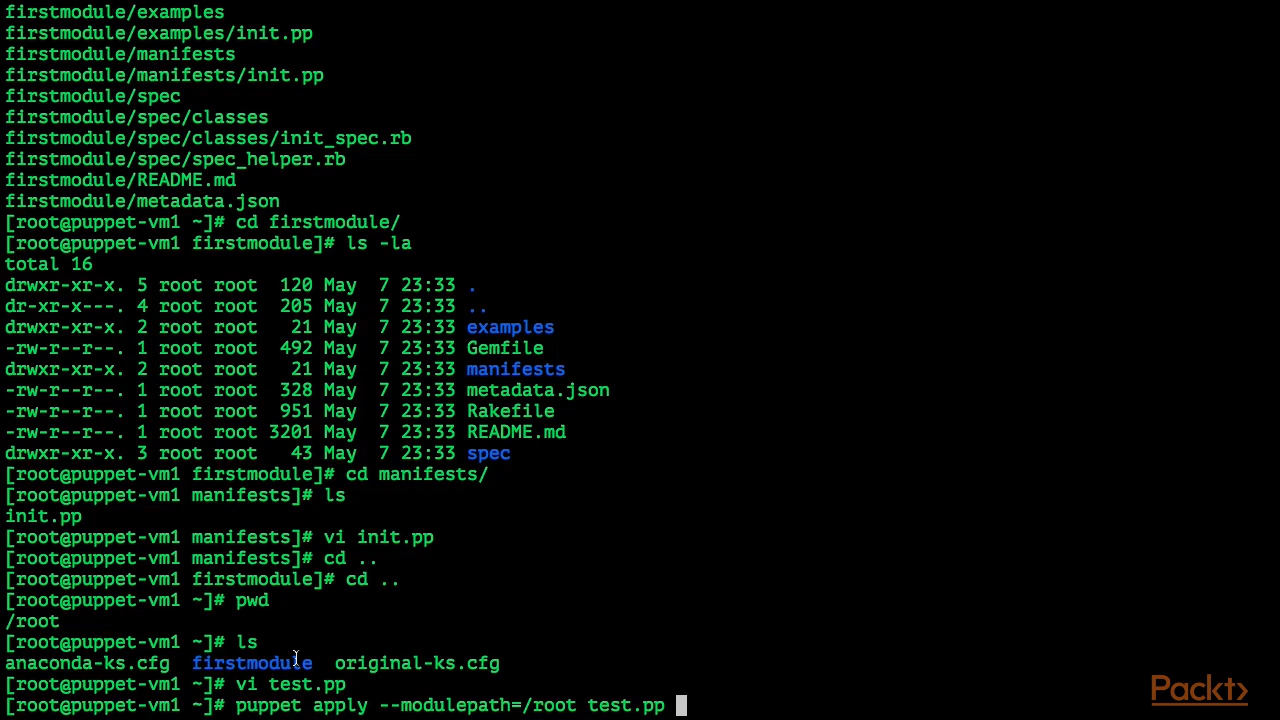 firstmodule/examples
firstmodule/examples/init.pp
firstmodule/manifests
firstmodule/manifests/init.pp
firstmodule/spec
firstmodule/spec/classes
firstmodule/spec/classes/init_spec.rb
firstmodule/spec/spec_helper.rb
firstmodule/README.md
firstmodule/metadata.json
[root@puppet-vm1 ~]# cd firstmodule/
[root@puppet-vm1 firstmodule]# ls -la
total 16
drwxr-xr-x. 5 root root  120 May  7 23:33 .
dr-xr-x---. 4 root root  205 May  7 23:33 ..
drwxr-xr-x. 2 root root   21 May  7 23:33 examples
-rw-r--r--. 1 root root  492 May  7 23:33 Gemfile
drwxr-xr-x. 2 root root   21 May  7 23:33 manifests
-rw-r--r--. 1 root root  328 May  7 23:33 metadata.json
-rw-r--r--. 1 root root  951 May  7 23:33 Rakefile
-rw-r--r--. 1 root root 3201 May  7 23:33 README.md
drwxr-xr-x. 3 root root   43 May  7 23:33 spec
[root@puppet-vm1 firstmodule]# cd manifests/
[root@puppet-vm1 manifests]# ls
init.pp
[root@puppet-vm1 manifests]# vi init.pp
[root@puppet-vm1 manifests]# cd ..
[root@puppet-vm1 firstmodule]# cd ..
[root@puppet-vm1 ~]# pwd
/root
[root@puppet-vm1 ~]# ls
anaconda-ks.cfg  firstmodule  original-ks.cfg
[root@puppet-vm1 ~]# vi test.pp
[root@puppet-vm1 ~]# puppet apply --modulepath=/root test.pp
Packt>